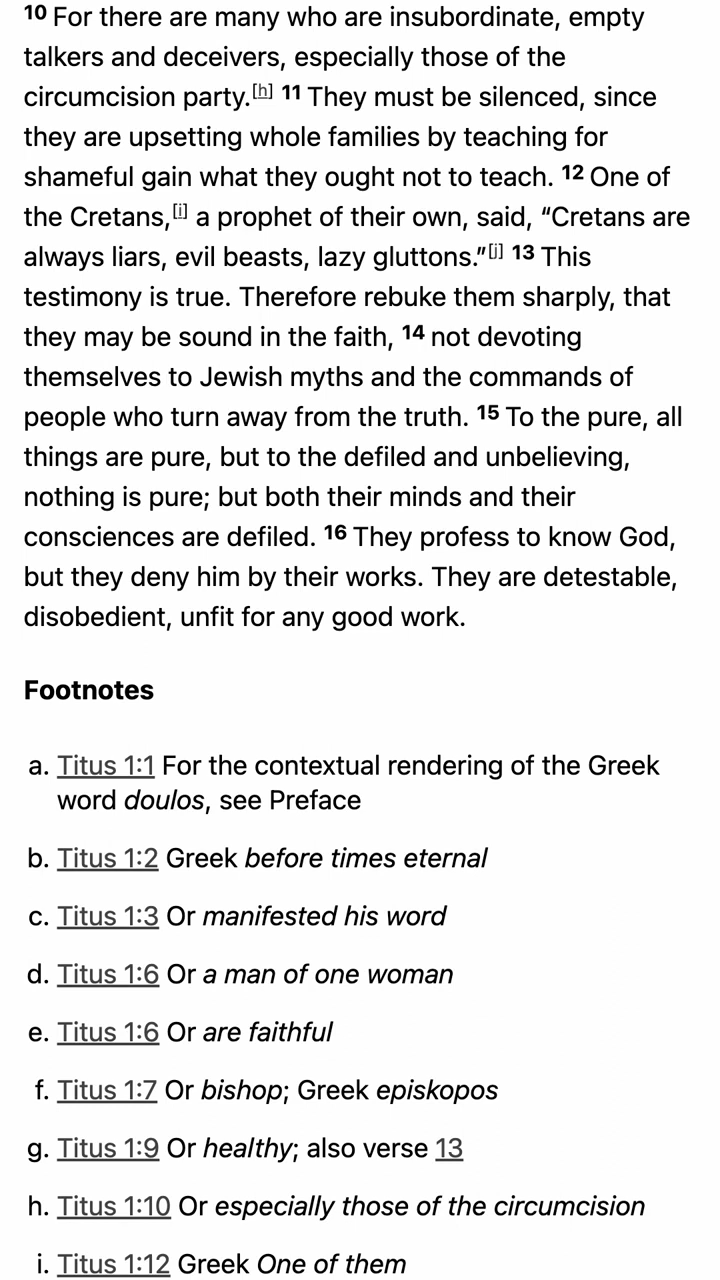 10 For there are many who are insubordinate, empty
talkers and deceivers, especially those of the
circumcision party.[h] 11 They must be silenced, since
they are upsetting whole families by teaching for
shameful gain what they ought not to teach. 12 One of
the Cretans,[i] a prophet of their own, said, “Cretans are
always liars, evil beasts, lazy gluttons.”[j] 13 This
testimony is true. Therefore rebuke them sharply, that
they may be sound in the faith, 14 not devoting
themselves to Jewish myths and the commands of
people who turn away from the truth. 15 To the pure, all
things are pure, but to the defiled and unbelieving,
nothing is pure; but both their minds and their
consciences are defiled. 16 They profess to know God,
but they deny him by their works. They are detestable,
disobedient, unfit for any good work.
Footnotes
a. Titus 1:1 For the contextual rendering of the Greek
word doulos, see Preface
b. Titus 1:2 Greek before times eternal
c. Titus 1:3 Or manifested his word
d. Titus 1:6 Or a man of one woman
e. Titus 1:6 Or are faithful
f. Titus 1:7 Or bishop; Greek episkopos
g. Titus 1:9 Or healthy; also verse 13
h. Titus 1:10 Or especially those of the circumcision
i. Titus 1:12 Greek One of them